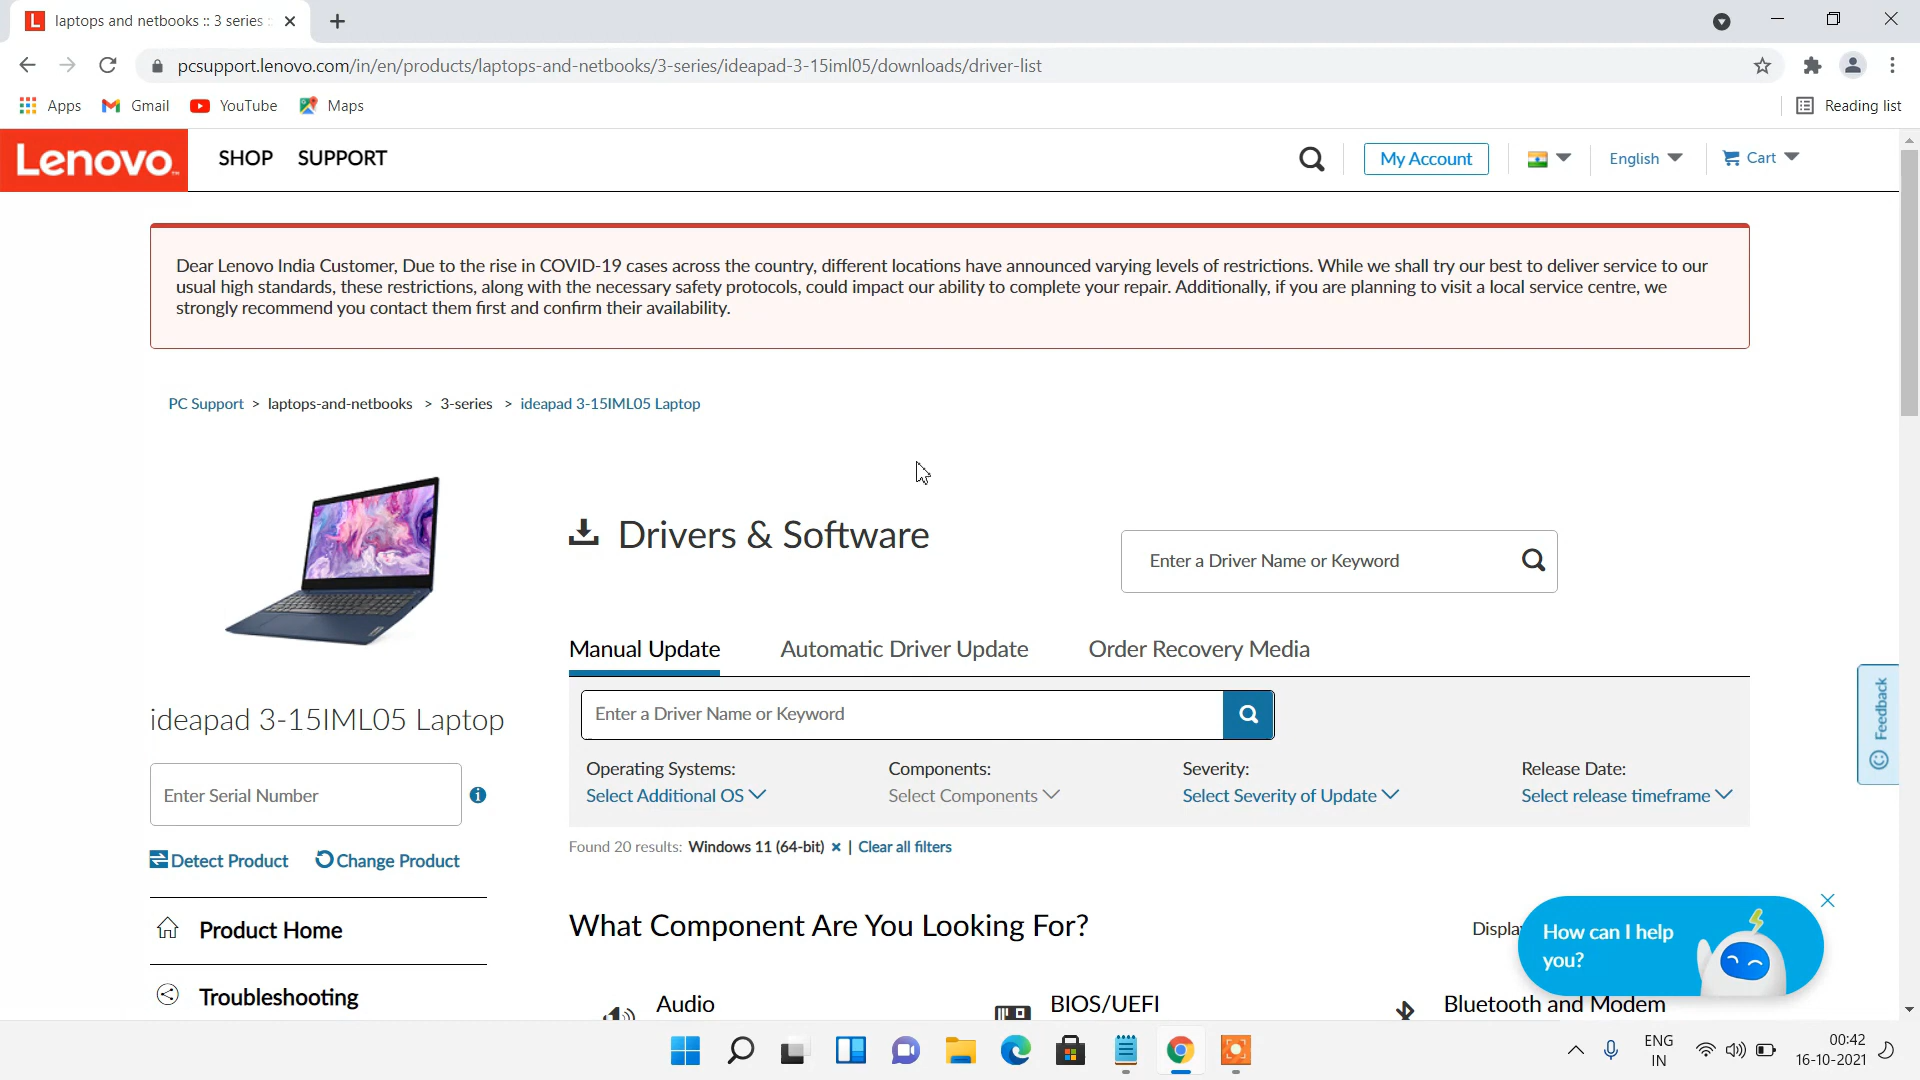 laptops and netbooks :: 3 series :
pcsupport.lenovo.com/in/en/products/laptops-and-netbooks/3-series/ideapad-3-15iml05/downloads/driver-list
Apps Gmail YouTube Maps Reading list
Lenovo SHOP SUPPORT My Account English Cart
Dear Lenovo India Customer, Due to the rise in COVID-19 cases across the country, different locations have announced varying levels of restrictions. While we shall try our best to deliver service to our
usual high standards, these restrictions, along with the necessary safety protocols, could impact our ability to complete your repair. Additionally, if you are planning to visit a local service centre, we
strongly recommend you contact them first and confirm their availability.
PC Support > laptops-and-netbooks > 3-series > ideapad 3-15IML05 Laptop
Drivers & Software
Enter a Driver Name or Keyword
Manual Update Automatic Driver Update Order Recovery Media
Enter a Driver Name or Keyword
Operating Systems: Components: Severity: Release Date:
Select Additional OS Select Components Select Severity of Update Select release timeframe
Found 20 results: Windows 11 (64-bit) × | Clear all filters
ideapad 3-15IML05 Laptop
Enter Serial Number
Detect Product Change Product
Product Home
Troubleshooting
What Component Are You Looking For?
Display
Audio BIOS/UEFI Bluetooth and Modem
How can I help
you?
Feedback
ENG
IN
00:42
16-10-2021